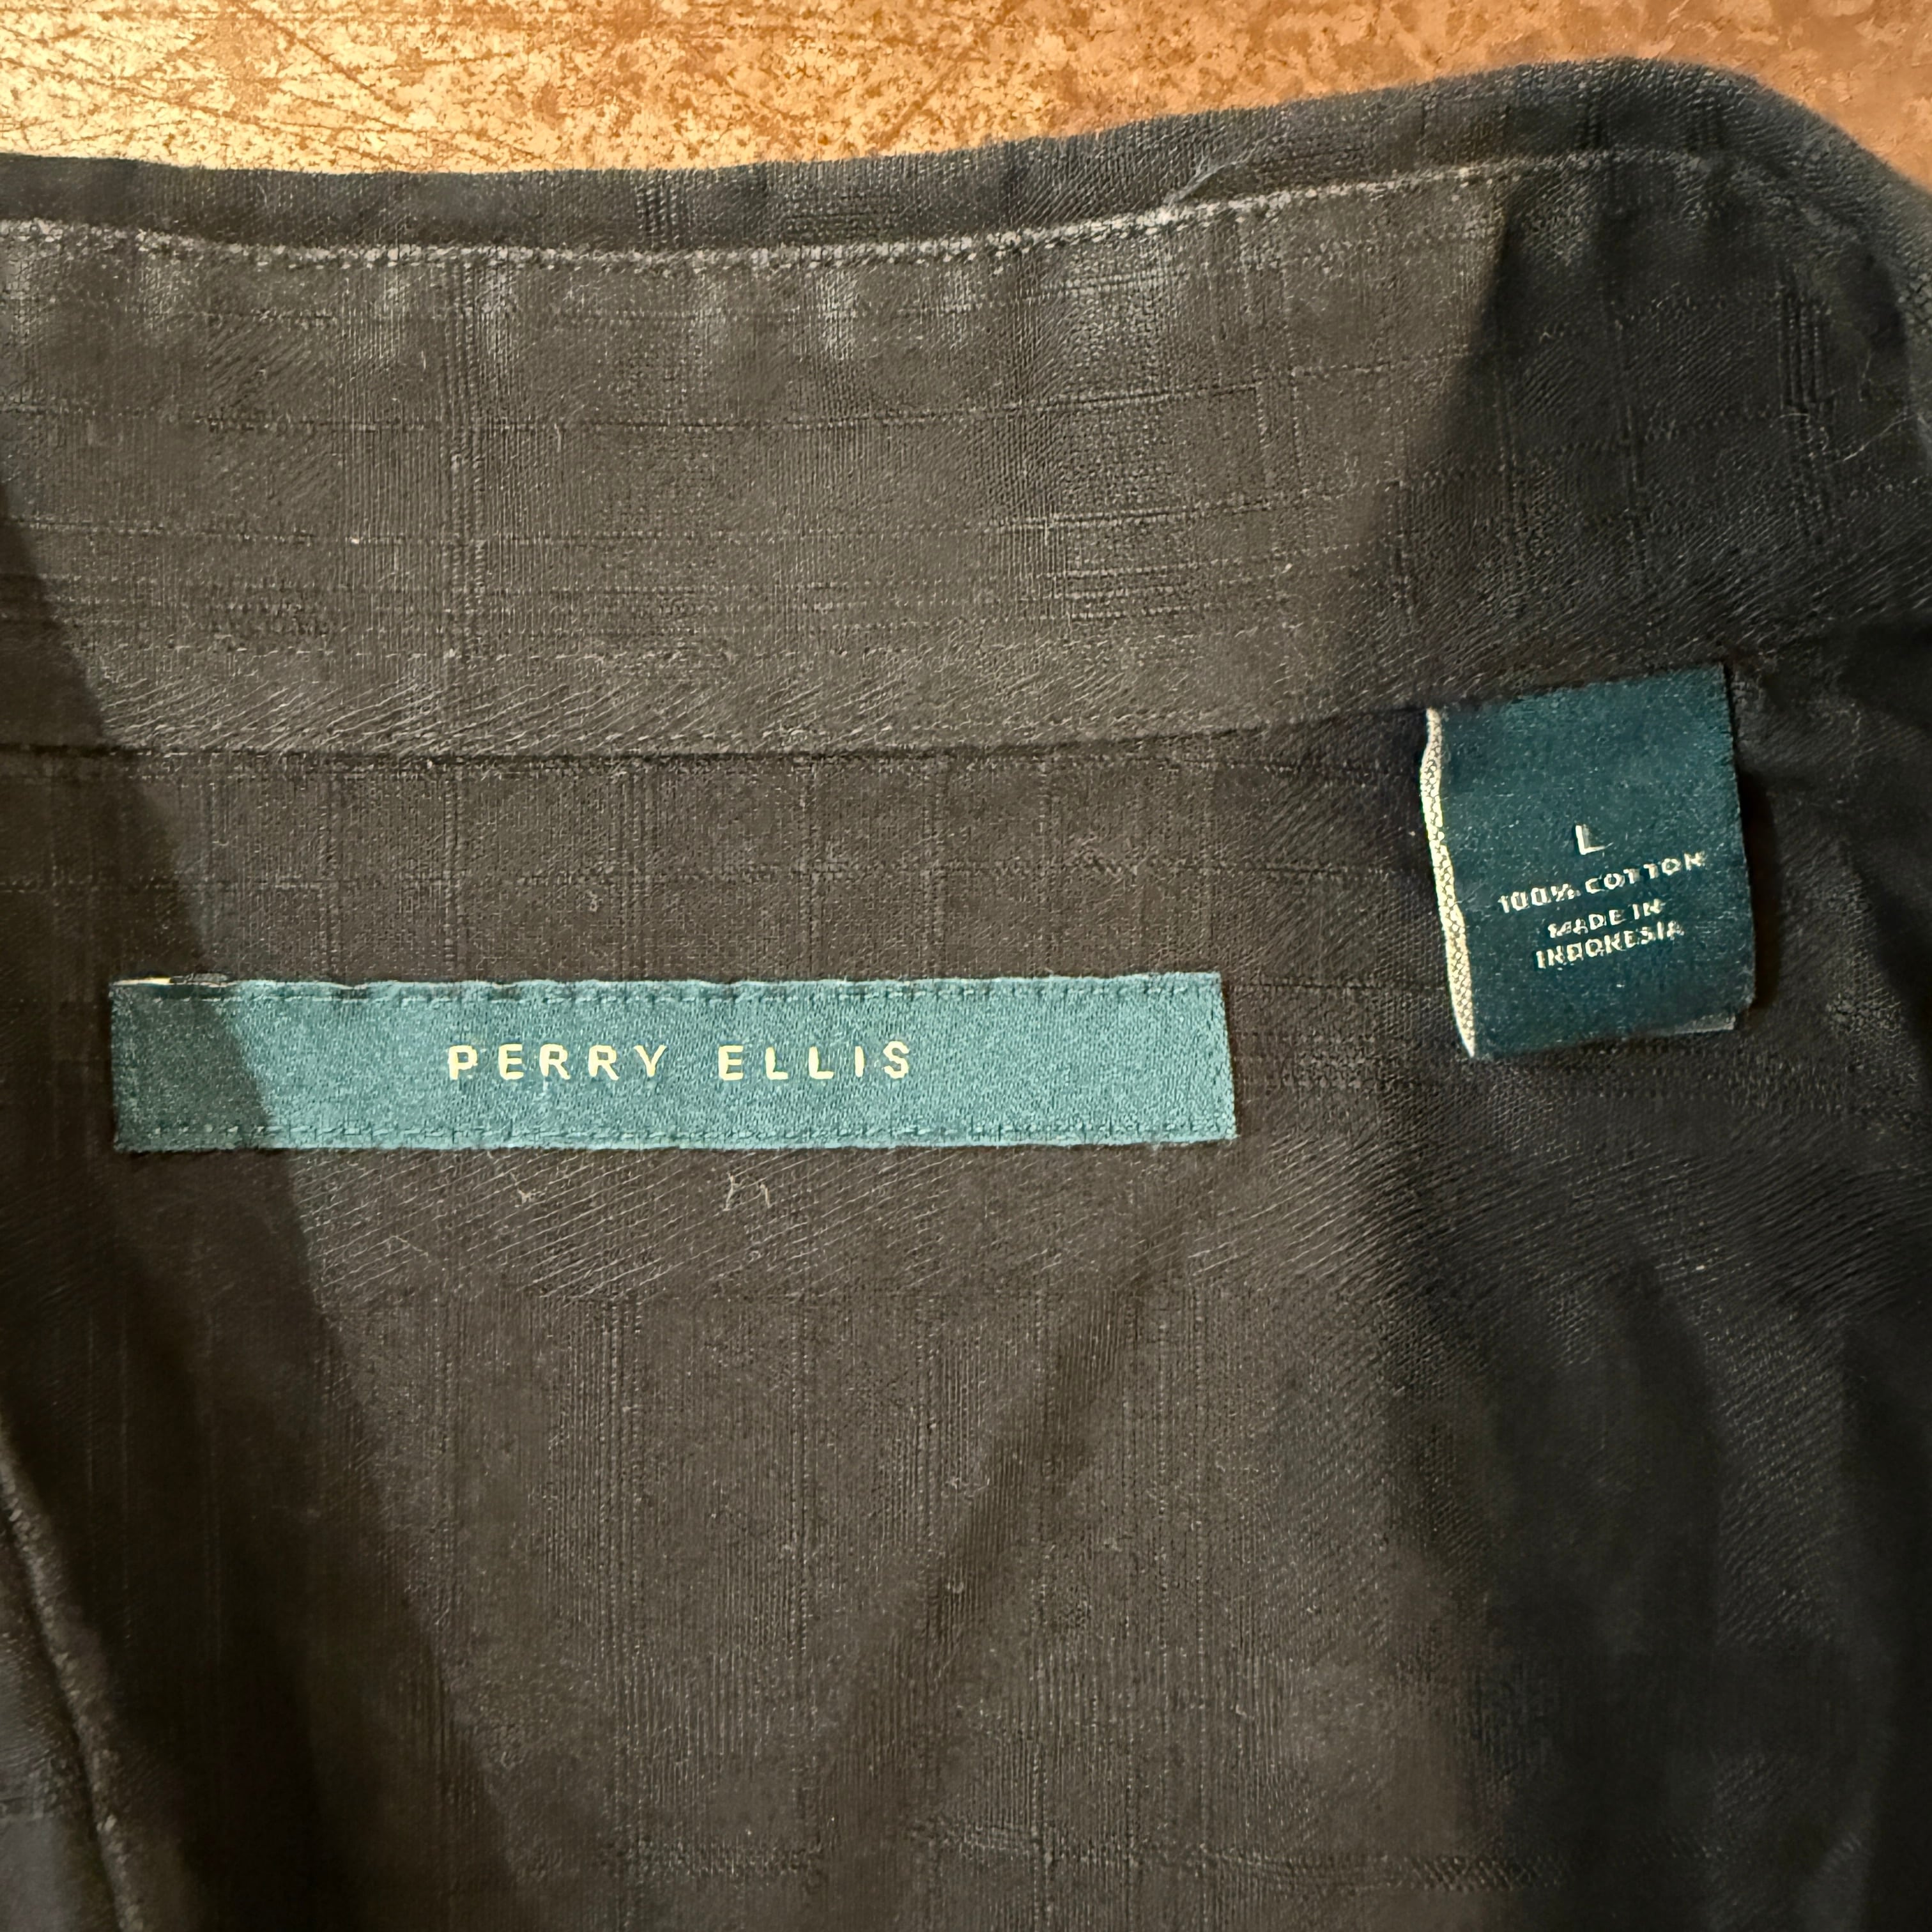 PERRY ELLIS
L
100% COTTON
MADE IN
INDONESIA